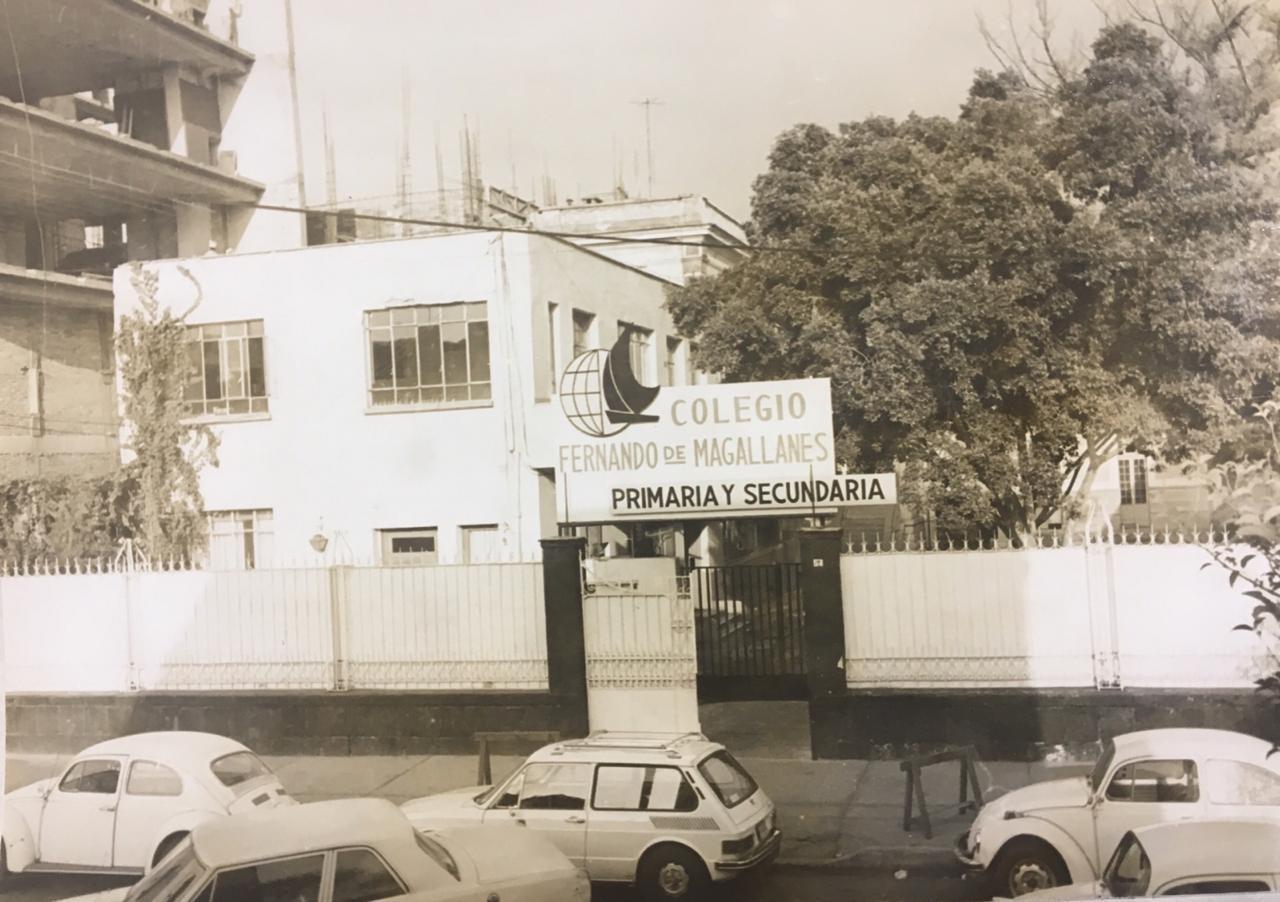 COLEGIO
FERNANDO DE MAGALLANES
PRIMARIA Y SECUNDARIA